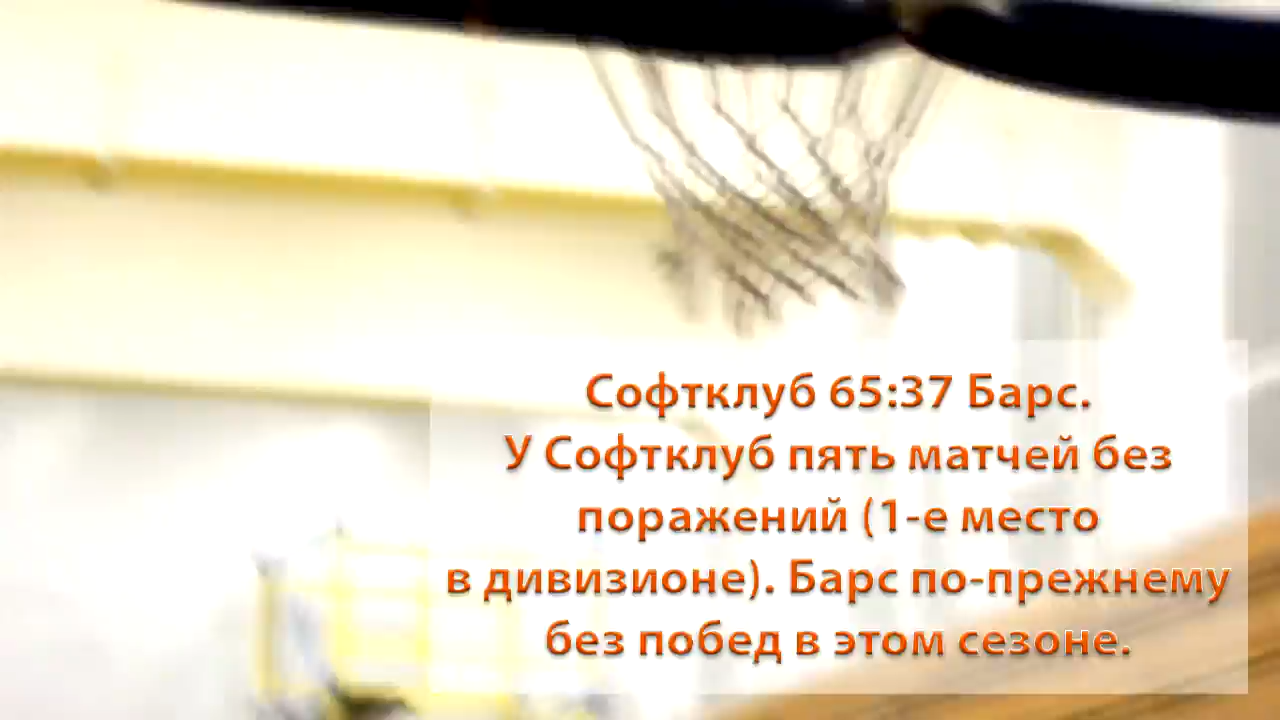 Софтклуб 65:37 Барс.
У Софтклуб пять матчей без
поражений (1-е место
в дивизионе). Барс по-прежнему
без побед в этом сезоне.